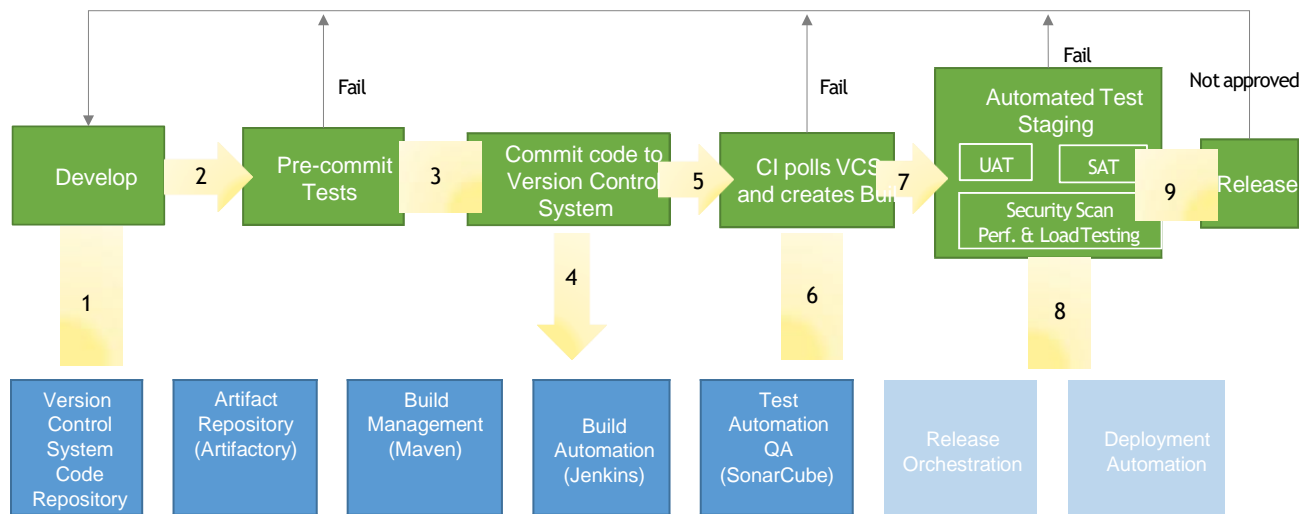 Fail
Fail
Fail
Not approved
Develop
2
Pre-commit
Tests
3
Commit code to
Version Control
System
5
CI polls VCS
and creates Buil
7
Automated Test
Staging
UAT
SAT
Security Scan
Perf. & Load Testing
9
Release
1
4
6
8
Version
Control
System
Code
Repository
Artifact
Repository
(Artifactory)
Build
Management
(Maven)
Build
Automation
(Jenkins)
Test
Automation
QA
(SonarCube)
Release
Orchestration
Deployment
Automation